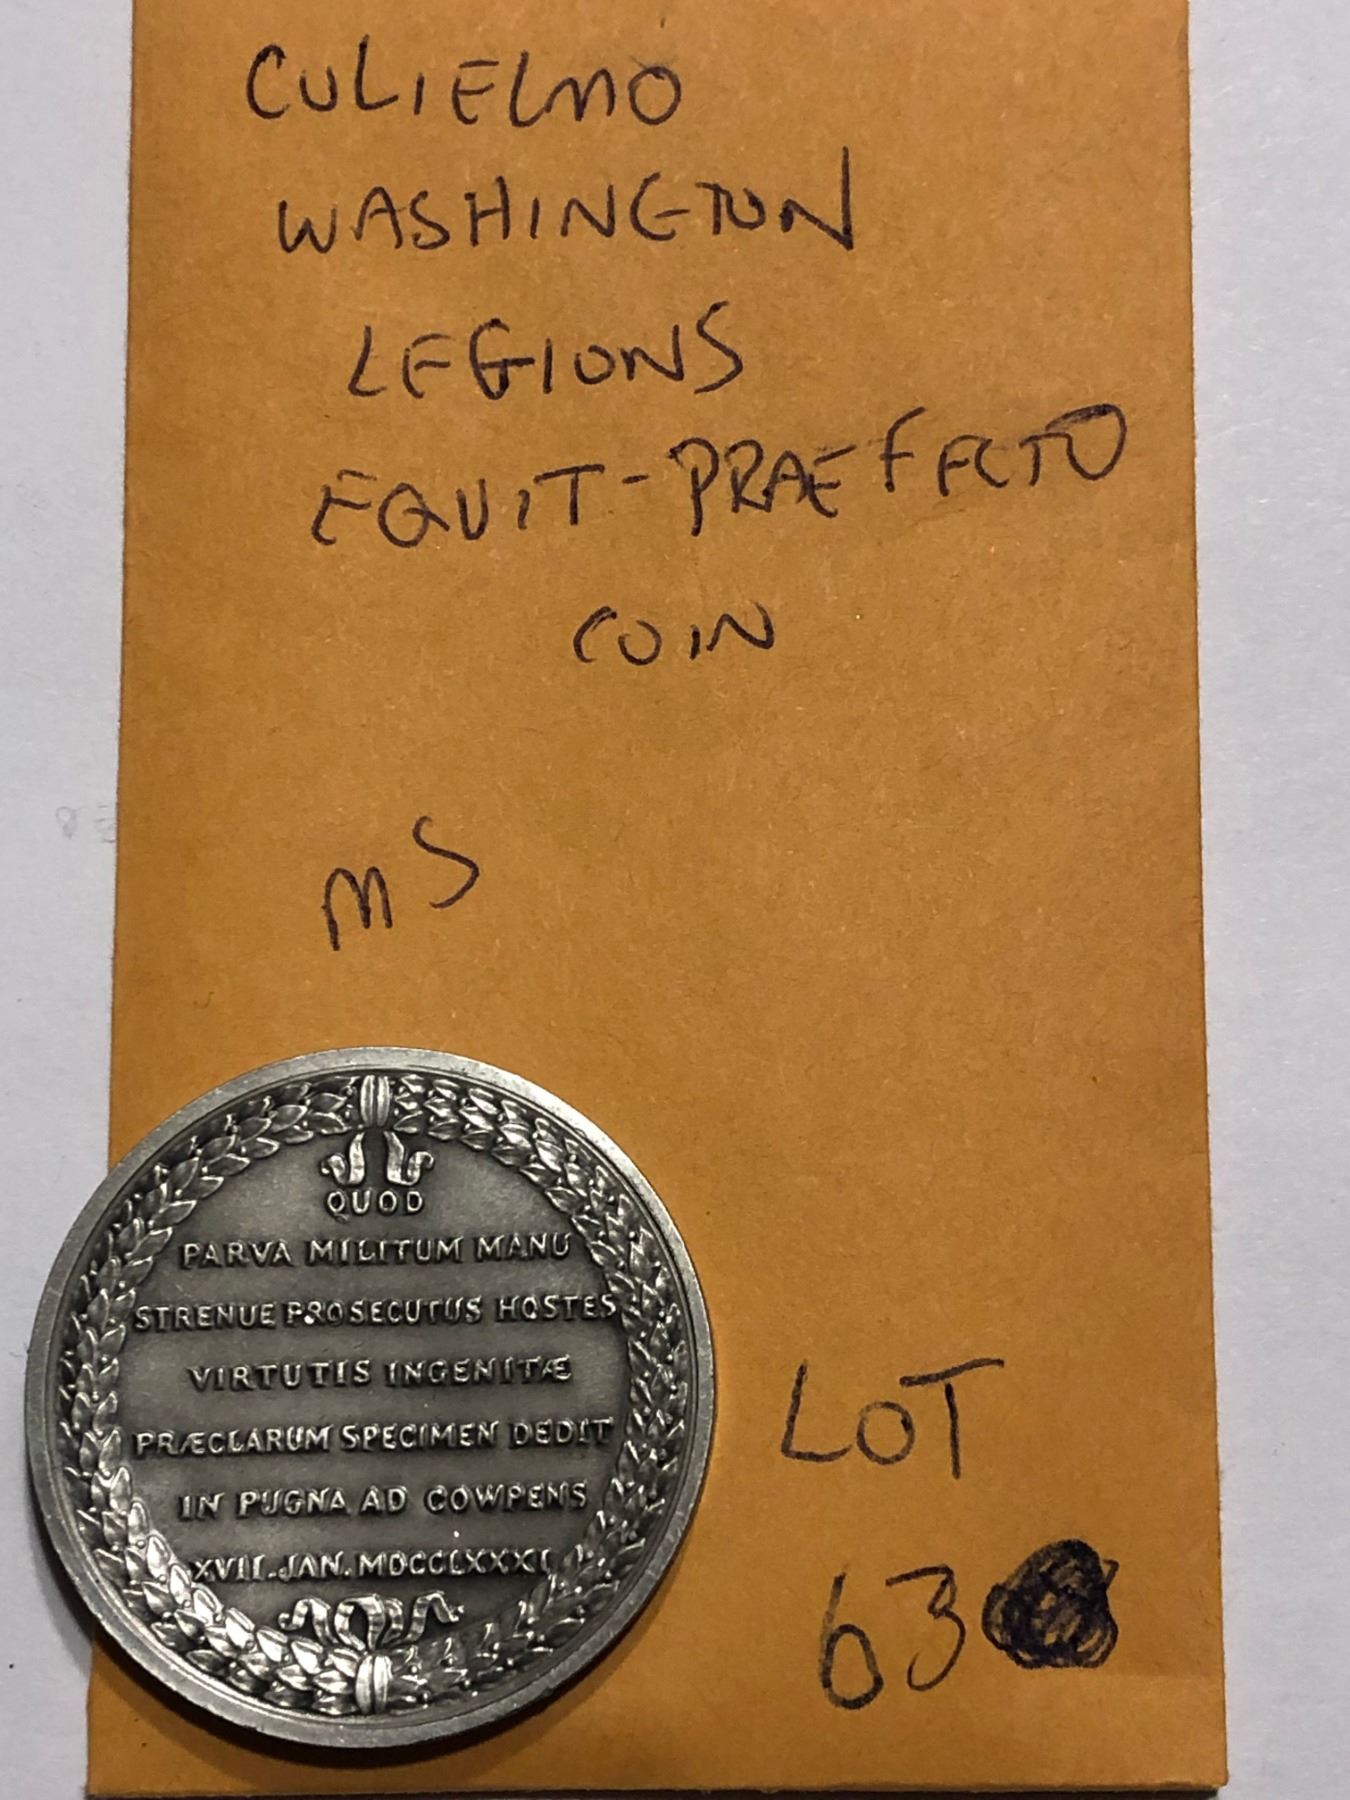 CULIELMO
WASHINGTON
LEGIONS
EQUIT-PRAEFFECTO
COIN
MS
QUOD
PARVA MILITUM MANU
STRENUE PROSECUTUS HOSTES
VIRTUTIS INGENITÆ
PRÆCLARUM SPECIMEN DEDIT
IN PUGNA AD COWPENS
XVII. JAN. MDCCLXXXI
LOT
63